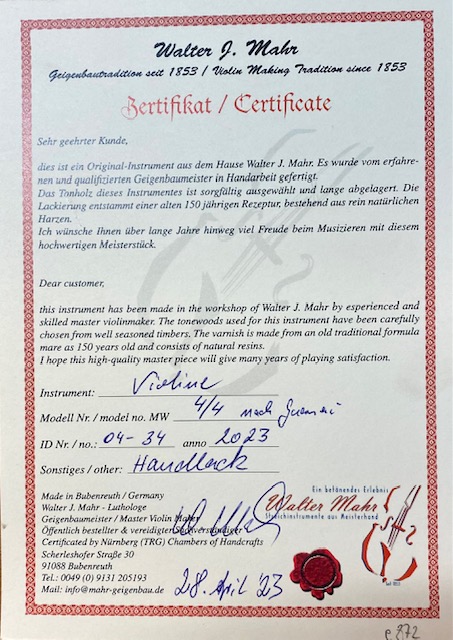 Walter J. Mahr
Geigenbautradition seit 1853 / Violin Making Tradition since 1853
Zertifikat / Certificate
Sehr geehrter Kunde,
dies ist ein Original-Instrument aus dem Hause Walter J. Mahr. Es wurde vom erfahre-
nen und qualifizierten Geigenbaumeister in Handarbeit gefertigt.
Das Tonholz dieses Instrumentes ist sorgfältig ausgewählt und lange abgelagert. Die
Lackierung entstammt einer alten 150 jährigen Rezeptur, bestehend aus rein natürlichen
Harzen.
Ich wünsche Ihnen über lange Jahre hinweg viel Freude beim Musizieren mit diesem
hochwertigen Meisterstück.
Dear customer,
this instrument has been made in the workshop of Walter J. Mahr by esperienced and
skilled master violinmaker. The tonewoods used for this instrument have been carefully
chosen from well seasoned timbers. The varnish is made from an old traditional formula
mare as 150 years old and consists of natural resins.
I hope this high-quality master piece will give many years of playing satisfaction.
Instrument: Violine
Modell Nr. / model no. MW 4/4 nach Guarneri
ID Nr. / no.: 04-34 anno 2023
Sonstiges / other: Handlack
Made in Bubenreuth / Germany
Walter J. Mahr - Luthologe
Geigenbaumeister / Master Violin Maker
Öffentlich bestellter & vereidigter Sachverständiger
Certificated by Nürnberg (TRG) Chambers of Handcrafts
Scherleshofer Straße 30
91088 Bubenreuth
Tel.: 0049 (0) 9131 205193
Mail: info@mahr-geigenbau.de
28. April '23
Ein betönendes Erlebnis
Walter Mahr
Streichinstrumente aus Meisterhand
Seit 1853